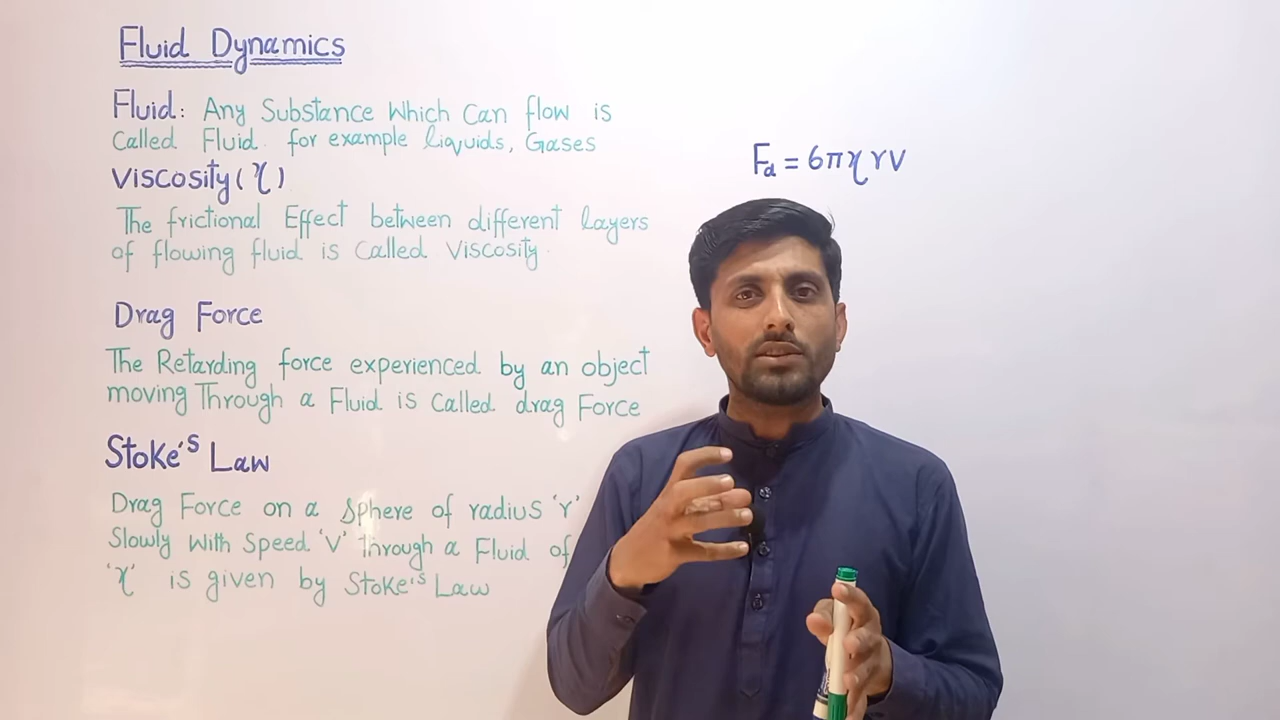 Fluid Dynamics
Fluid: Any Substance Which Can flow is
Called Fluid. for example liquids, Gases
Viscosity (η)
The frictional Effect between different layers
of flowing fluid is Called Viscosity.
Drag Force
The Retarding force experienced by an object
moving Through a Fluid is Called drag Force
Stoke's Law
Drag Force on a Sphere of radius 'r'
Slowly With Speed 'V' through a Fluid of
'η' is given by Stoke's Law
Fd = 6πηrv